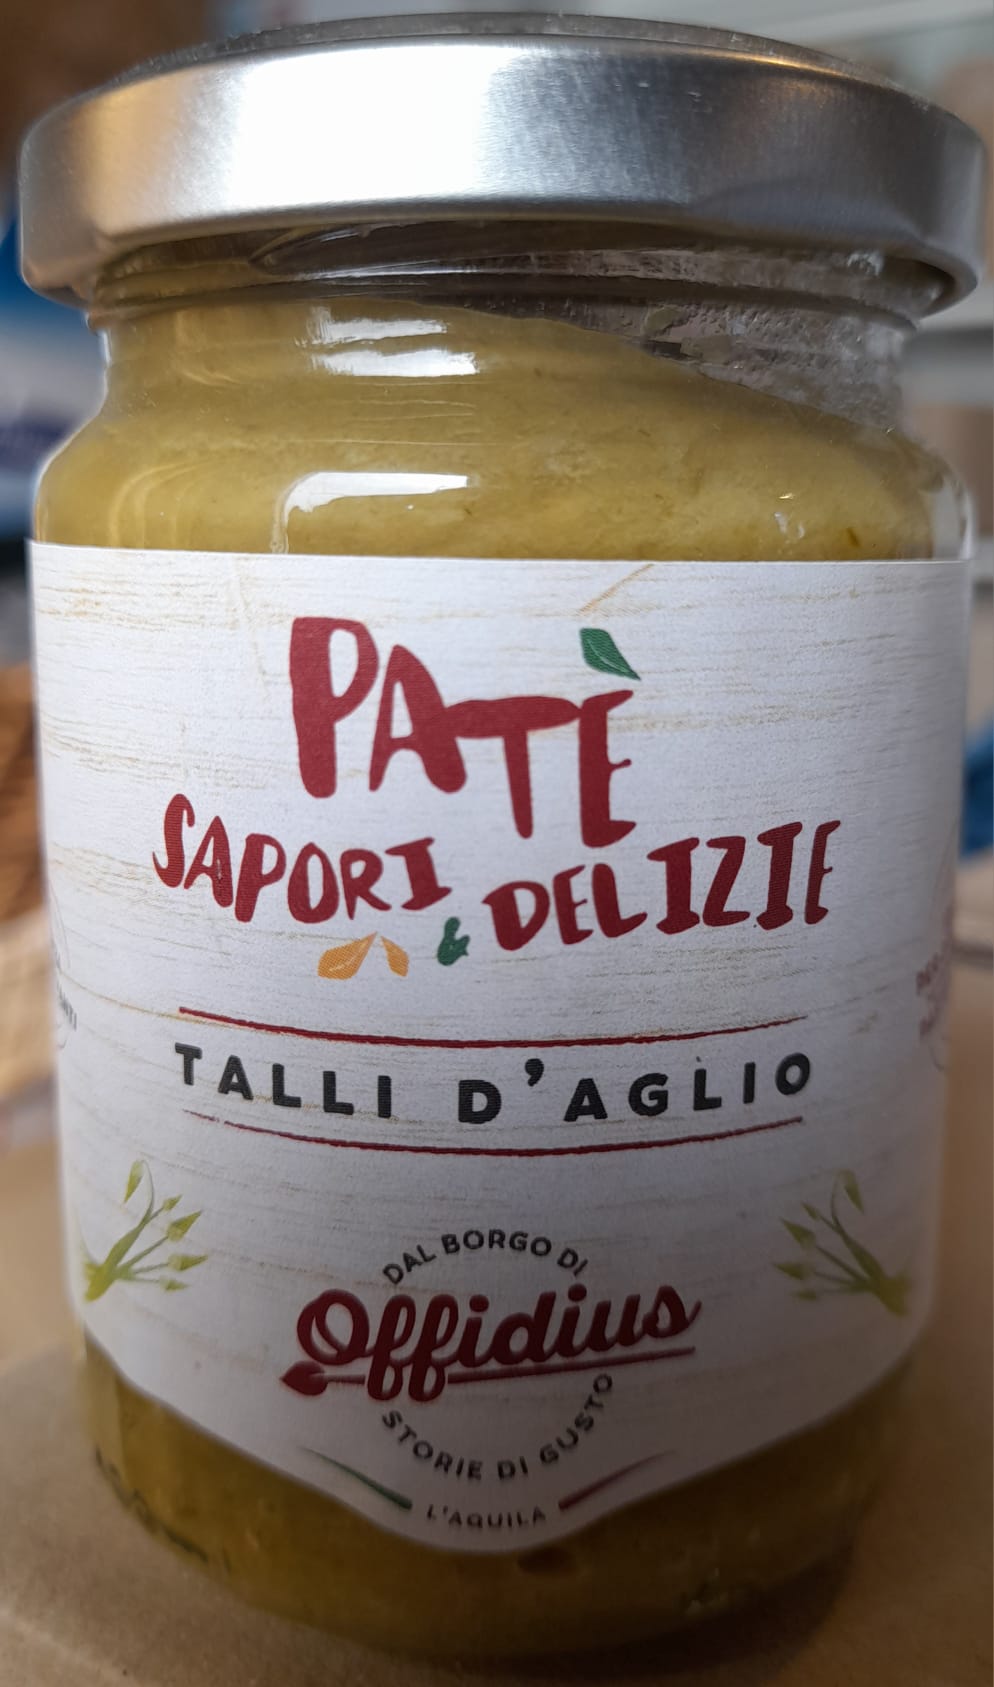 PATÈ
SAPORI & DELIZIE
TALLI D'AGLIO
DAL BORGO DI
Offidius
STORIE DI GUSTO
L'AQUILA